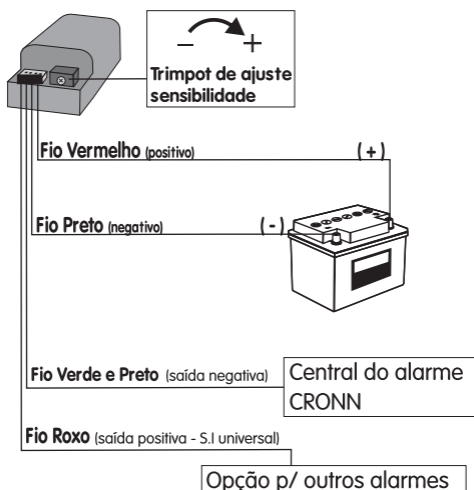 − +
Trimpot de ajuste
sensibilidade
Fio Vermelho (positivo) (+)
Fio Preto (negativo) (-)
Fio Verde e Preto (saída negativa)
Central do alarme
CRONN
Fio Roxo (saída positiva - S.I universal)
Opção p/ outros alarmes